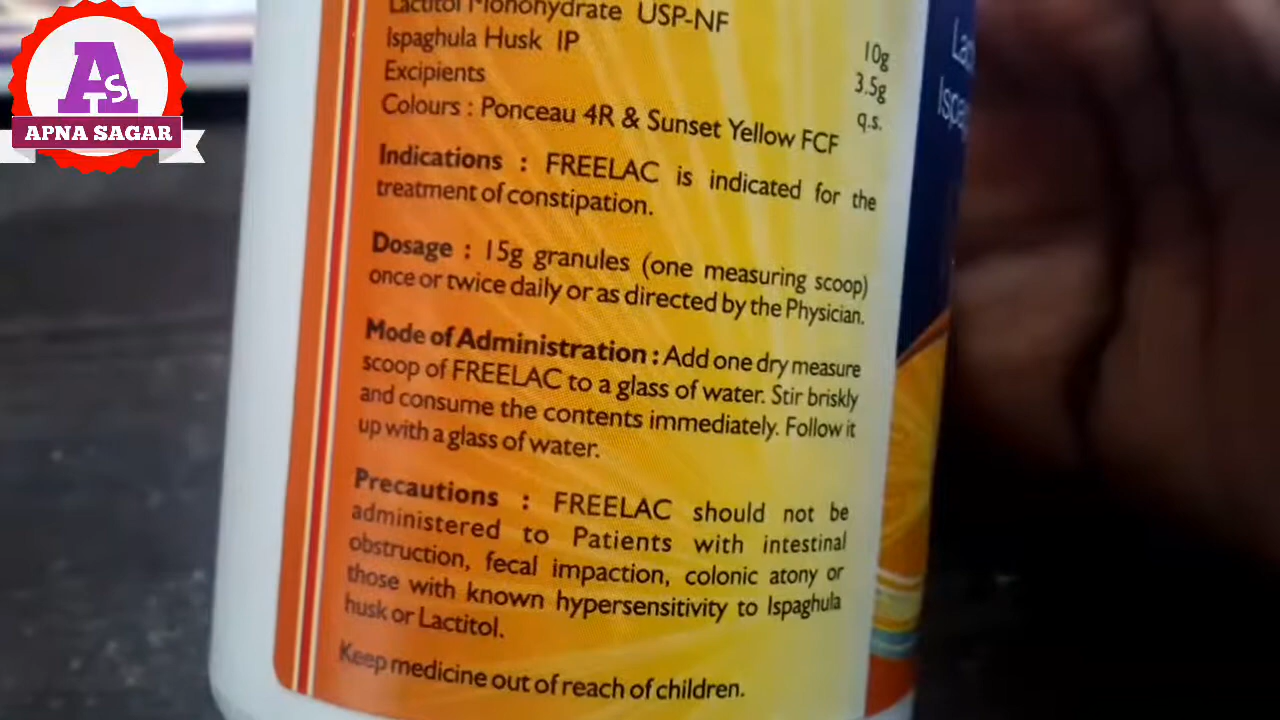 ATS
APNA SAGAR
Lactitol Monohydrate USP-NF 10g
Ispaghula Husk IP 3.5g
Excipients q.s.
Colours : Ponceau 4R & Sunset Yellow FCF
Indications : FREELAC is indicated for the
treatment of constipation.
Dosage : 15g granules (one measuring scoop)
once or twice daily or as directed by the Physician.
Mode of Administration : Add one dry measure
scoop of FREELAC to a glass of water. Stir briskly
and consume the contents immediately. Follow it
up with a glass of water.
Precautions : FREELAC should not be
administered to Patients with intestinal
obstruction, fecal impaction, colonic atony or
those with known hypersensitivity to Ispaghula
husk or Lactitol.
Keep medicine out of reach of children.